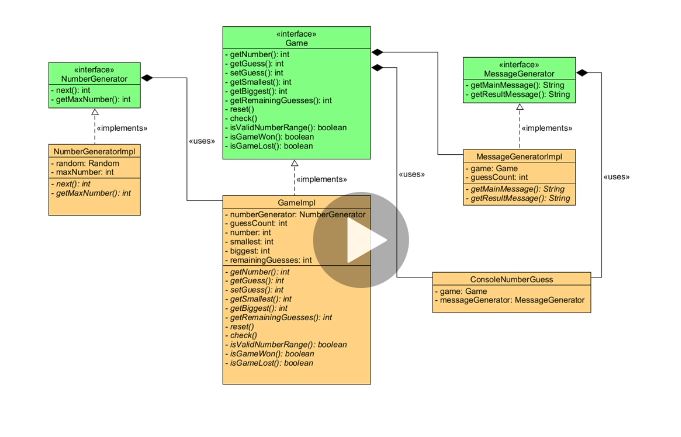 «interface»
NumberGenerator
- next(): int
- getMaxNumber(): int
«implements»
NumberGeneratorImpl
- random: Random
- maxNumber: int
- next(): int
- getMaxNumber(): int
«uses»
«interface»
Game
- getNumber(): int
- getGuess(): int
- setGuess(): int
- getSmallest(): int
- getBiggest(): int
- getRemainingGuesses(): int
- reset()
- check()
- isValidNumberRange(): boolean
- isGameWon(): boolean
- isGameLost(): boolean
«implements»
GameImpl
- numberGenerator: NumberGenerator
- guessCount: int
- number: int
- smallest: int
- biggest: int
- remainingGuesses: int
- getNumber(): int
- getGuess(): int
- setGuess(): int
- getSmallest(): int
- getBiggest(): int
- getRemainingGuesses(): int
- reset()
- check()
- isValidNumberRange(): boolean
- isGameWon(): boolean
- isGameLost(): boolean
«uses»
«interface»
MessageGenerator
- getMainMessage(): String
- getResultMessage(): String
«implements»
MessageGeneratorImpl
- game: Game
- guessCount: int
- getMainMessage(): String
- getResultMessage(): String
«uses»
ConsoleNumberGuess
- game: Game
- messageGenerator: MessageGenerator